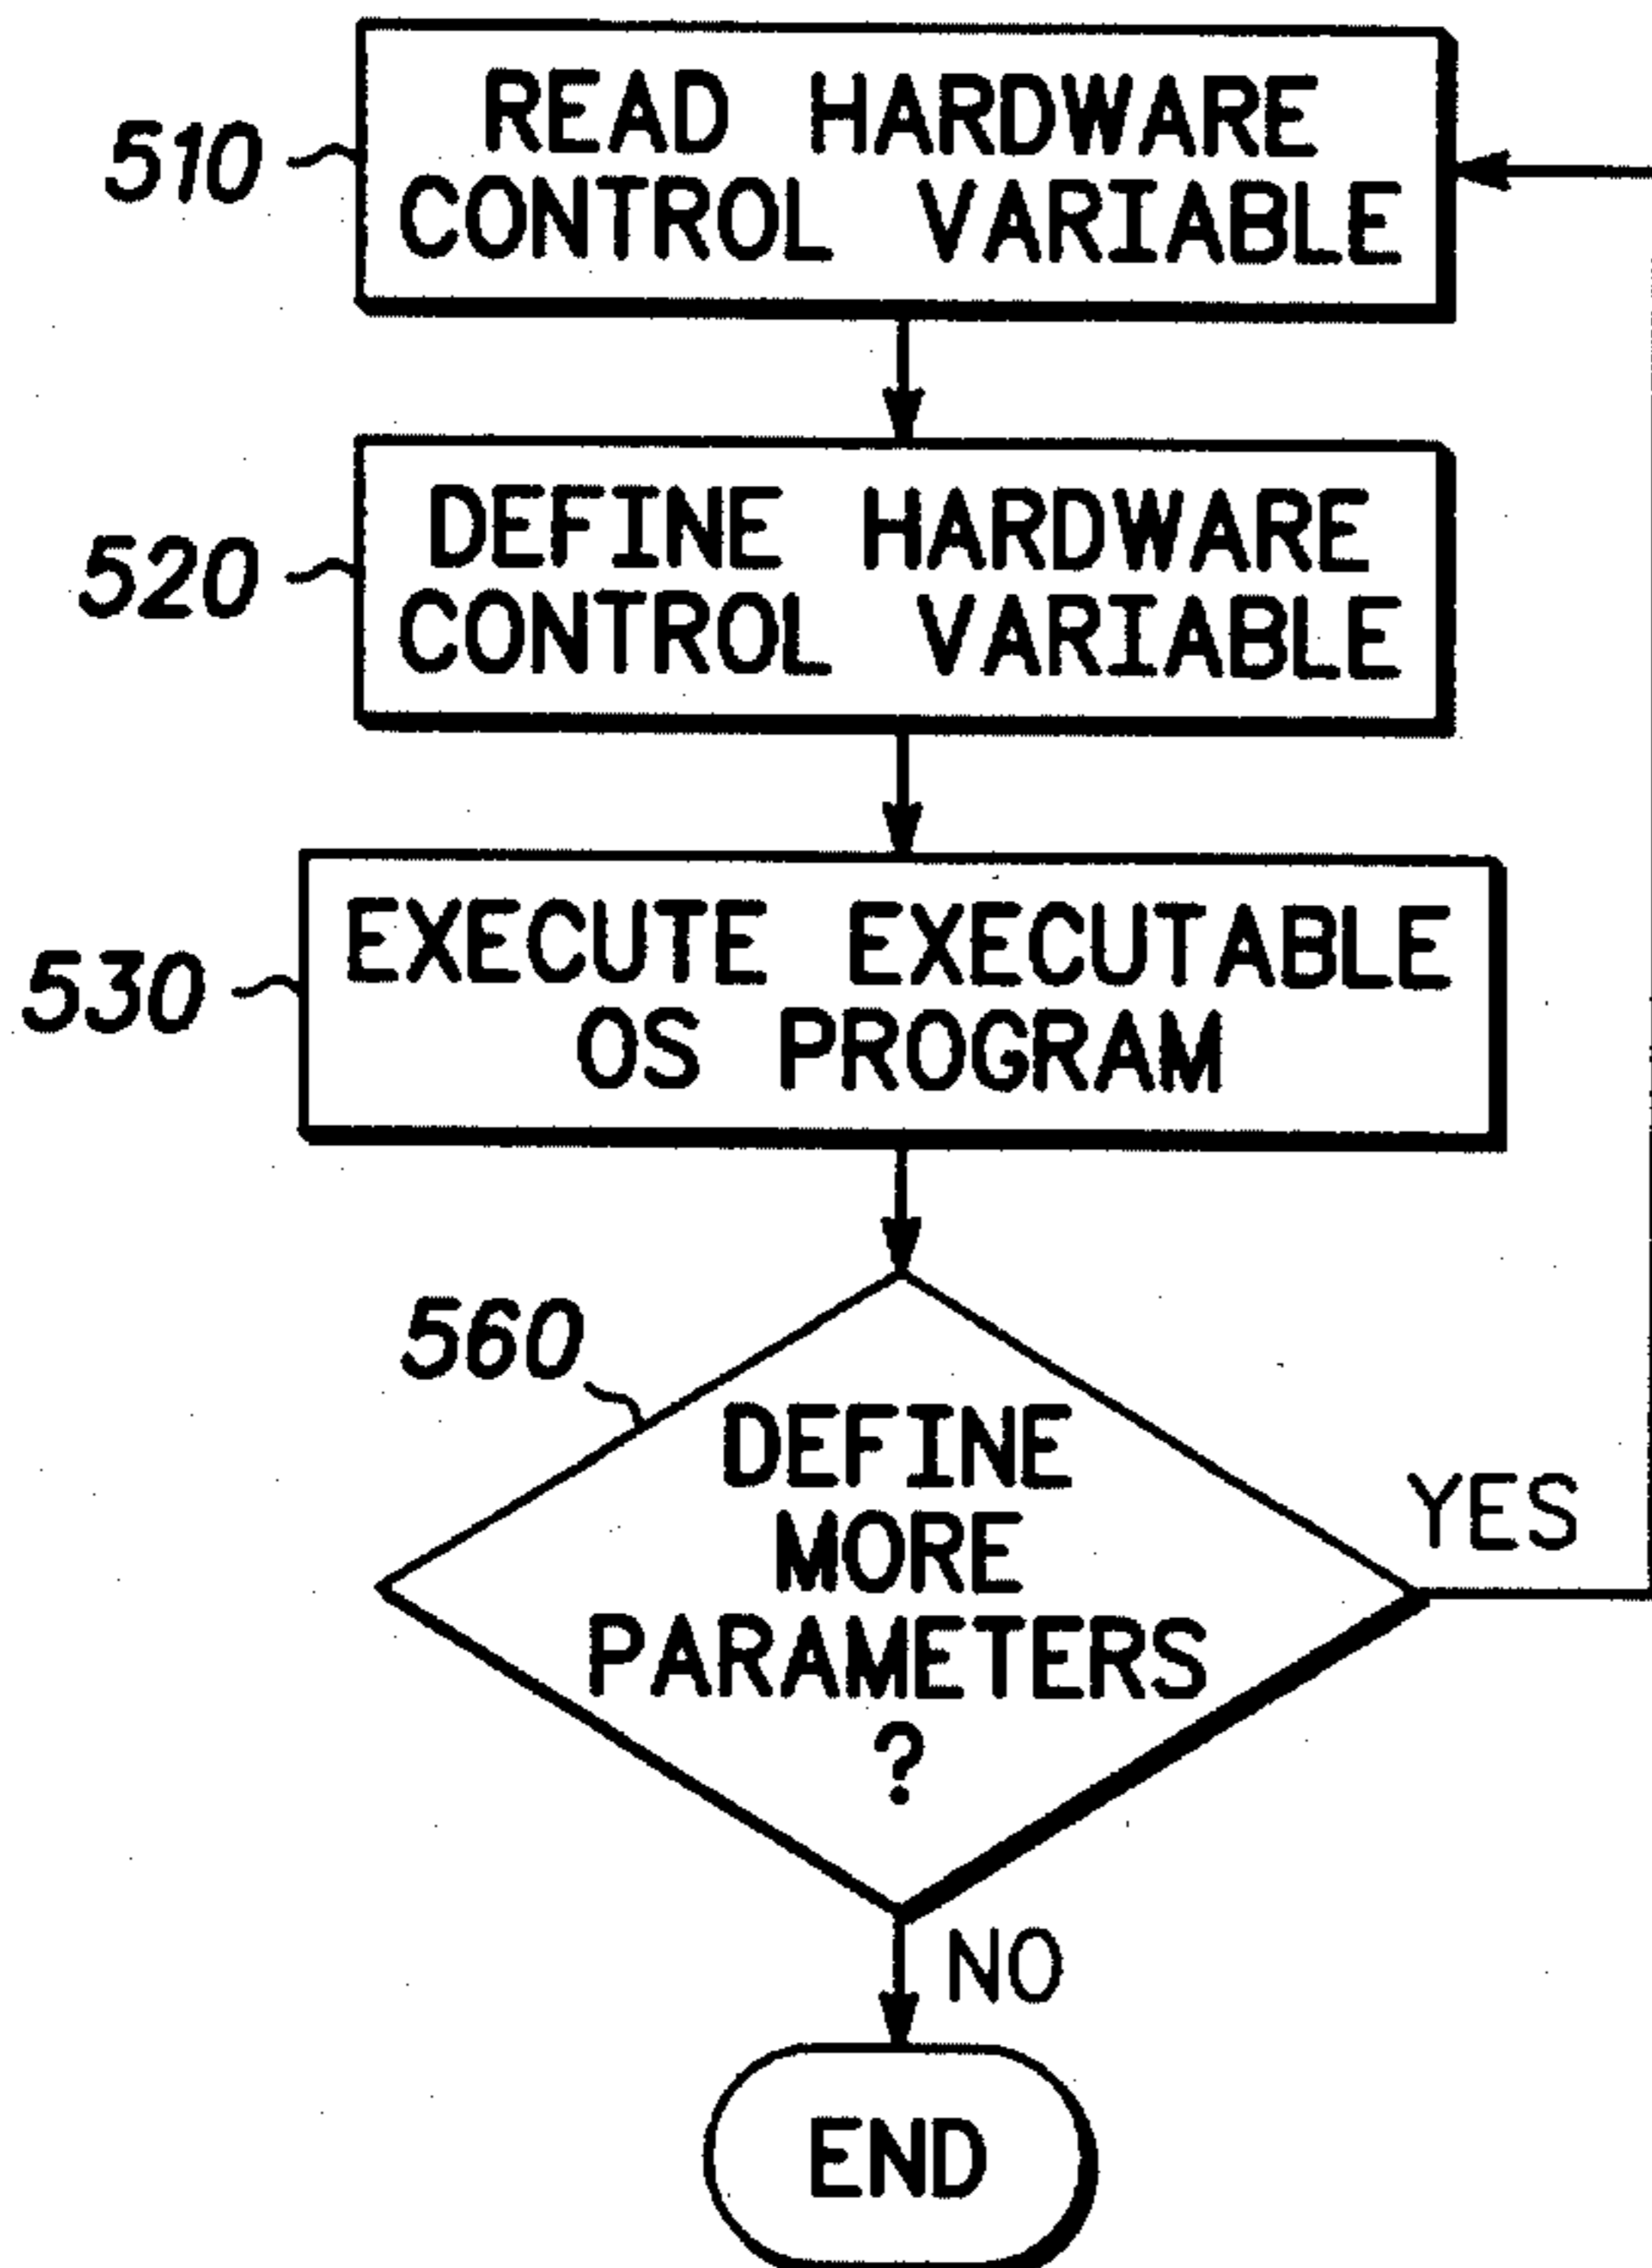 510
READ HARDWARE
CONTROL VARIABLE
520
DEFINE HARDWARE
CONTROL VARIABLE
530
EXECUTE EXECUTABLE
OS PROGRAM
560
DEFINE
MORE
PARAMETERS
?
YES
NO
END